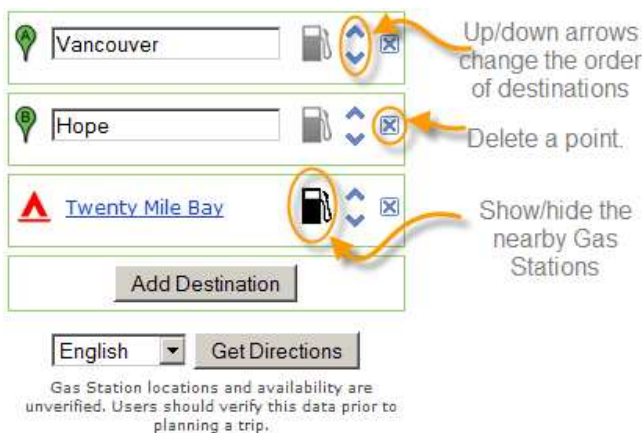 A
Vancouver
Up/down arrows
change the order
of destinations
B
Hope
Delete a point.
Twenty Mile Bay
Show/hide the
nearby Gas
Stations
Add Destination
English
Get Directions
Gas Station locations and availability are
unverified. Users should verify this data prior to
planning a trip.